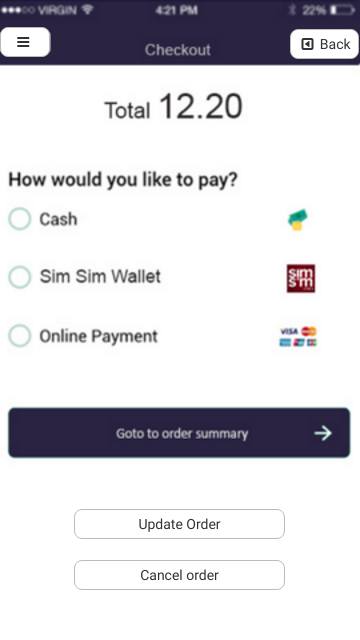 VIRGIN 4:21 PM 22%
Checkout Back
Total 12.20
How would you like to pay?
Cash
Sim Sim Wallet
sim
s'm
Online Payment
VISA
Goto to order summary
Update Order
Cancel order